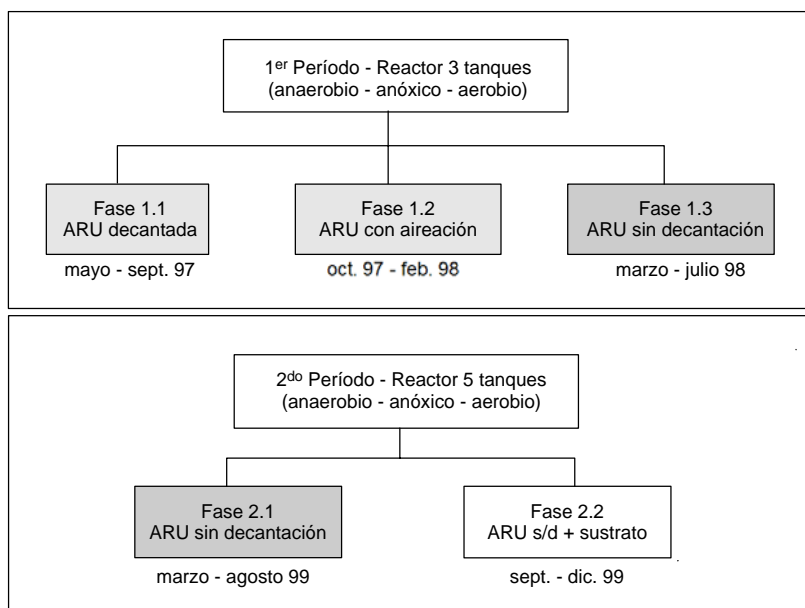 1er Período - Reactor 3 tanques
(anaerobio - anóxico - aerobio)
Fase 1.1
ARU decantada
mayo - sept. 97
Fase 1.2
ARU con aireación
oct. 97 - feb. 98
Fase 1.3
ARU sin decantación
marzo - julio 98
2do Período - Reactor 5 tanques
(anaerobio - anóxico - aerobio)
Fase 2.1
ARU sin decantación
marzo - agosto 99
Fase 2.2
ARU s/d + sustrato
sept. - dic. 99